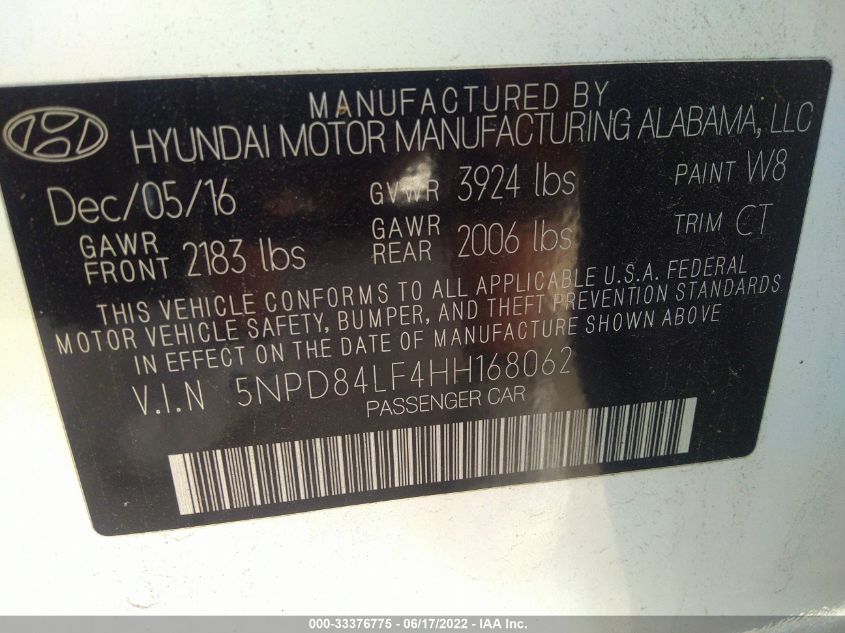 MANUFACTURED BY
HYUNDAI MOTOR MANUFACTURING ALABAMA, LLC
Dec/05/16 GVWR 3924 lbs PAINT W8
GAWR FRONT 2183 lbs GAWR REAR 2006 lbs TRIM CT
THIS VEHICLE CONFORMS TO ALL APPLICABLE U.S.A. FEDERAL
MOTOR VEHICLE SAFETY, BUMPER, AND THEFT PREVENTION STANDARDS
IN EFFECT ON THE DATE OF MANUFACTURE SHOWN ABOVE
V.I.N 5NPD84LF4HH168062
PASSENGER CAR
000-33376775 - 06/17/2022 - IAA Inc.